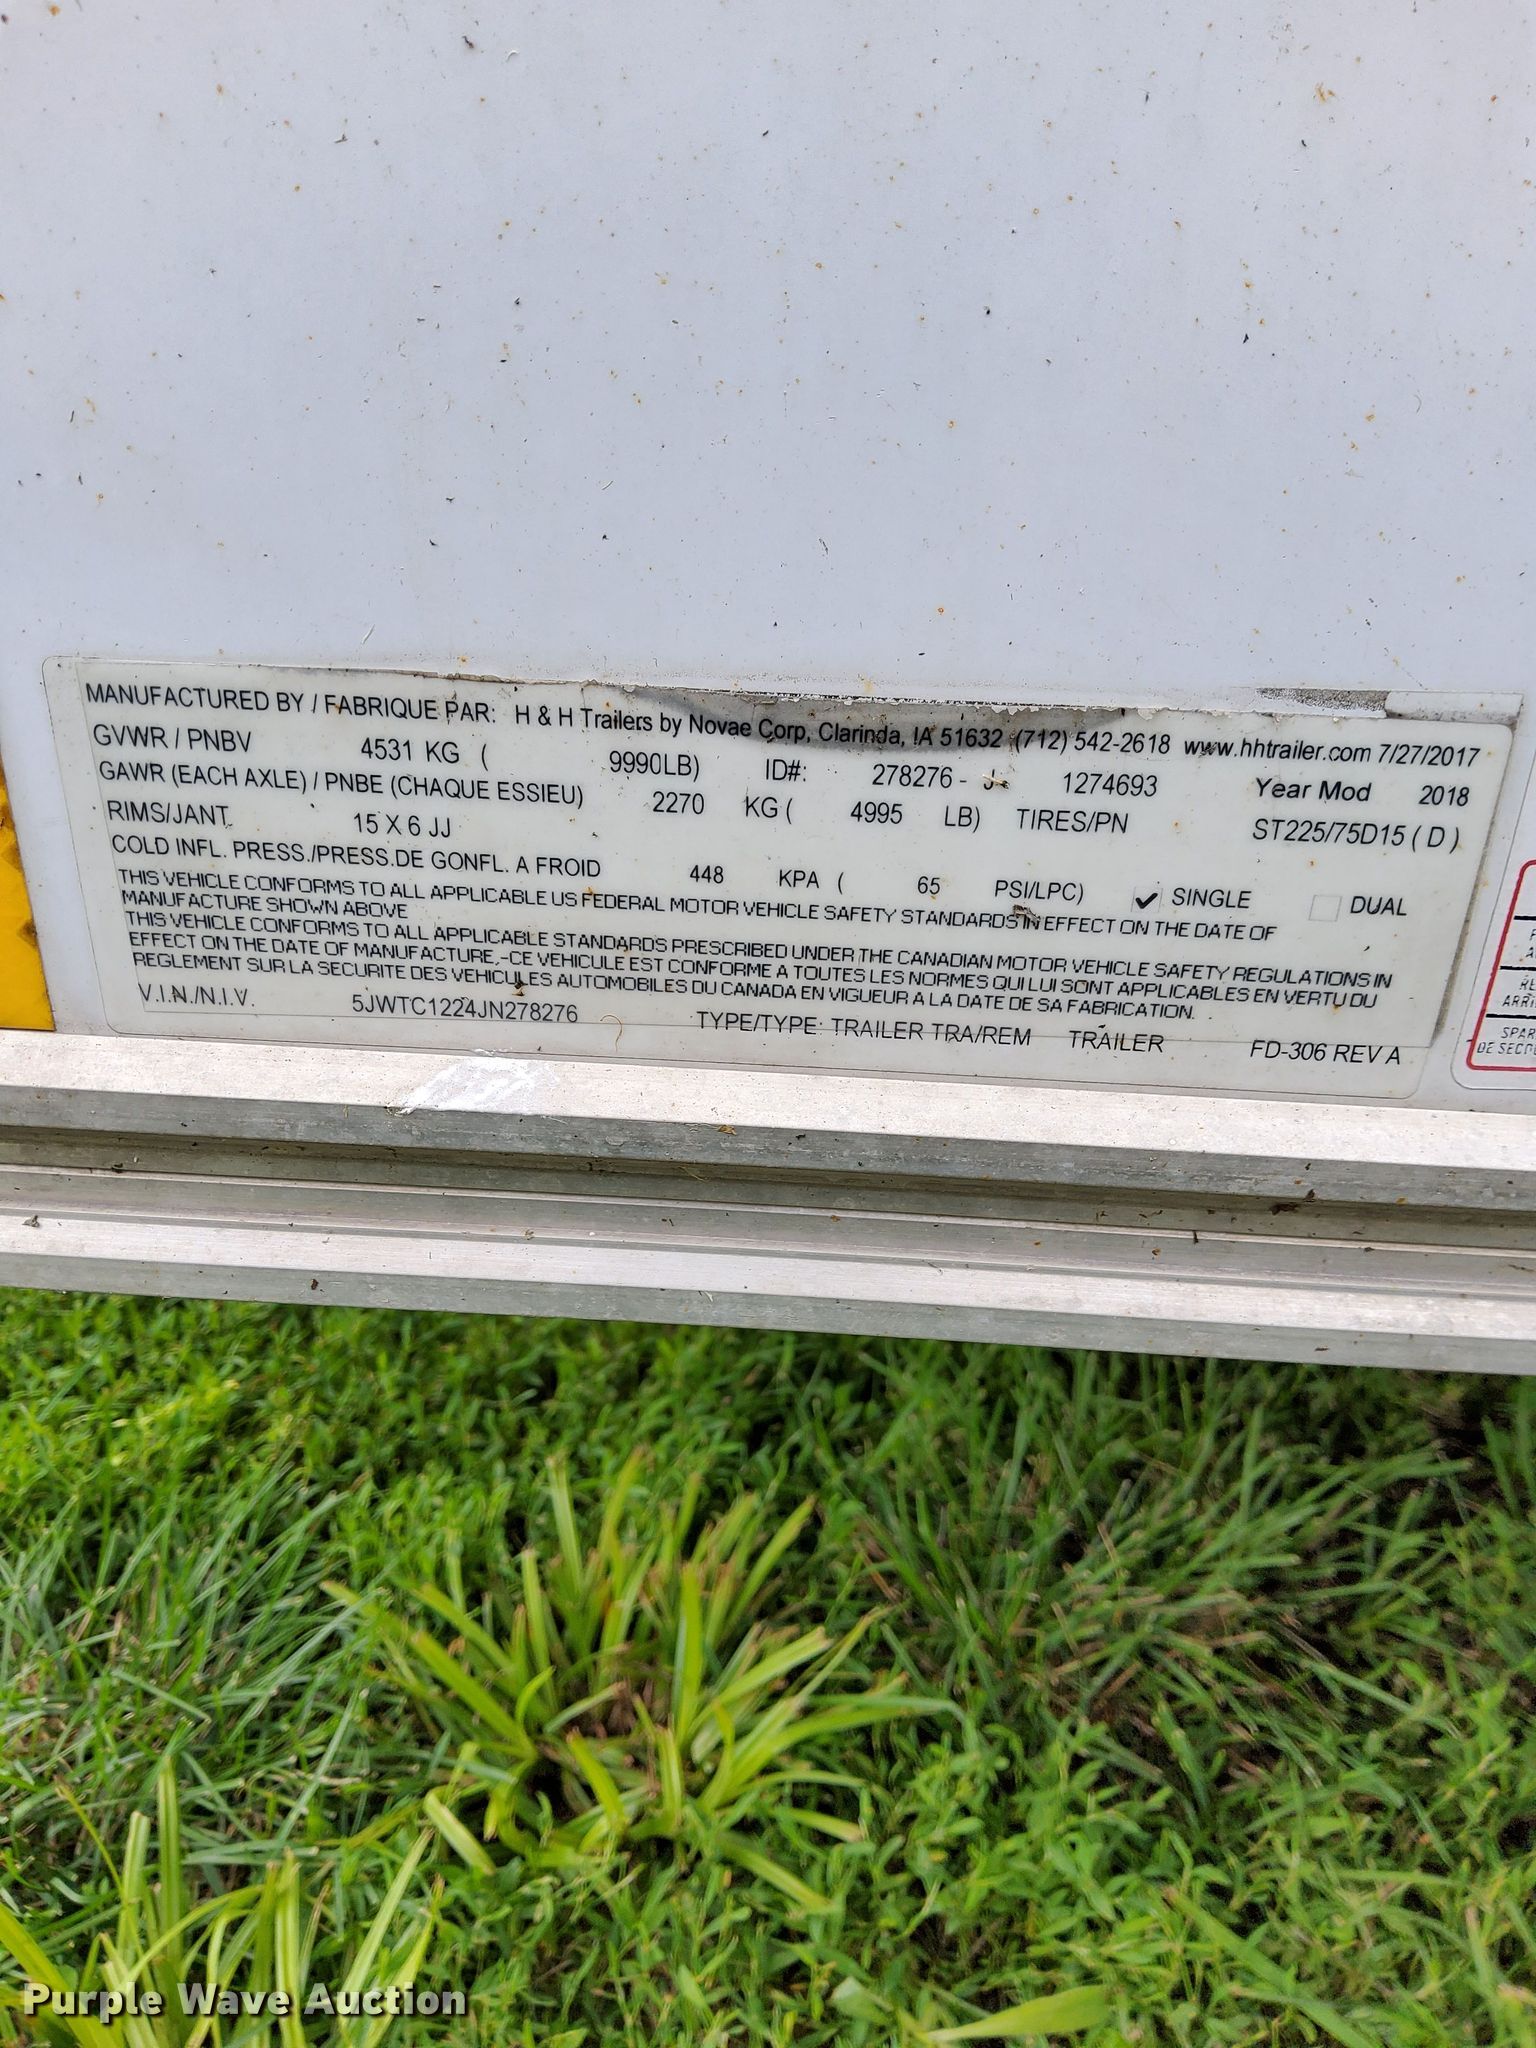 MANUFACTURED BY / FABRIQUE PAR: H & H Trailers by Novae Corp, Clarinda, IA 51632 (712) 542-2618 www.hhtrailer.com 7/27/2017
GVWR / PNBV 4531 KG ( 9990LB) ID#: 278276 - J- 1274693 Year Mod 2018
GAWR (EACH AXLE) / PNBE (CHAQUE ESSIEU) 2270 KG ( 4995 LB) TIRES/PN ST225/75D15 ( D )
RIMS/JANT. 15 X 6 JJ
COLD INFL. PRESS./PRESS.DE GONFL. A FROID 448 KPA ( 65 PSI/LPC) ✓ SINGLE DUAL
THIS VEHICLE CONFORMS TO ALL APPLICABLE US FEDERAL MOTOR VEHICLE SAFETY STANDARDS IN EFFECT ON THE DATE OF
MANUFACTURE SHOWN ABOVE
THIS VEHICLE CONFORMS TO ALL APPLICABLE STANDARDS PRESCRIBED UNDER THE CANADIAN MOTOR VEHICLE SAFETY REGULATIONS IN
EFFECT ON THE DATE OF MANUFACTURE,-CE VEHICULE EST CONFORME A TOUTES LES NORMES QUI LUI SONT APPLICABLES EN VERTU DU
REGLEMENT SUR LA SECURITE DES VEHICULES AUTOMOBILES DU CANADA EN VIGUEUR A LA DATE DE SA FABRICATION.
V.I.N./N.I.V. 5JWTC1224JN278276 TYPE/TYPE: TRAILER TRA/REM TRAILER FD-306 REV A
SPAR
DE SECO
Purple Wave Auction